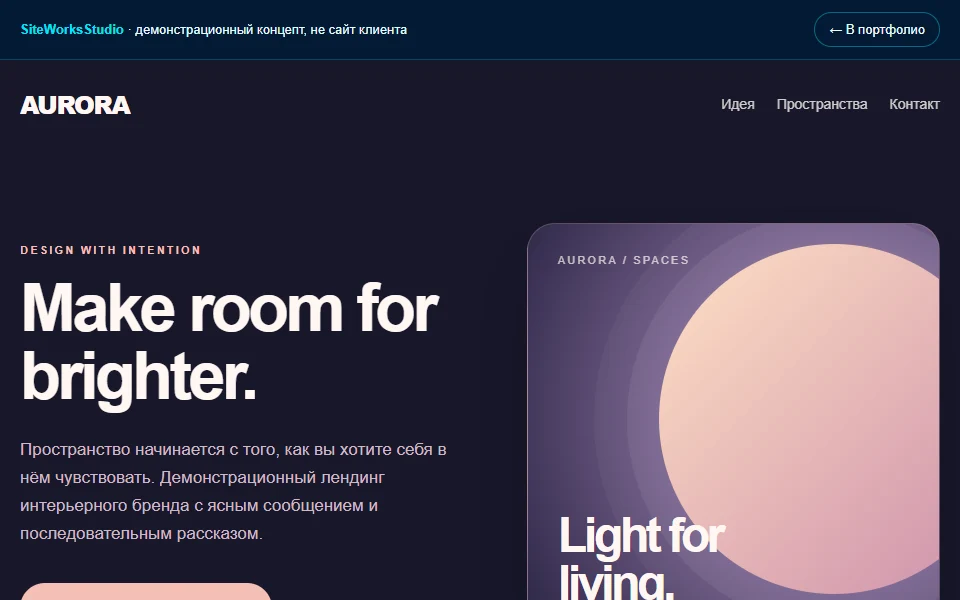 SiteWorksStudio · демонстрационный концепт, не сайт клиента
← В портфолио
AURORA
Идея
Пространства
Контакт
DESIGN WITH INTENTION
Make room for
brighter.
Пространство начинается с того, как вы хотите себя в
нём чувствовать. Демонстрационный лендинг
интерьерного бренда с ясным сообщением и
последовательным рассказом.
AURORA / SPACES
Light for
living.